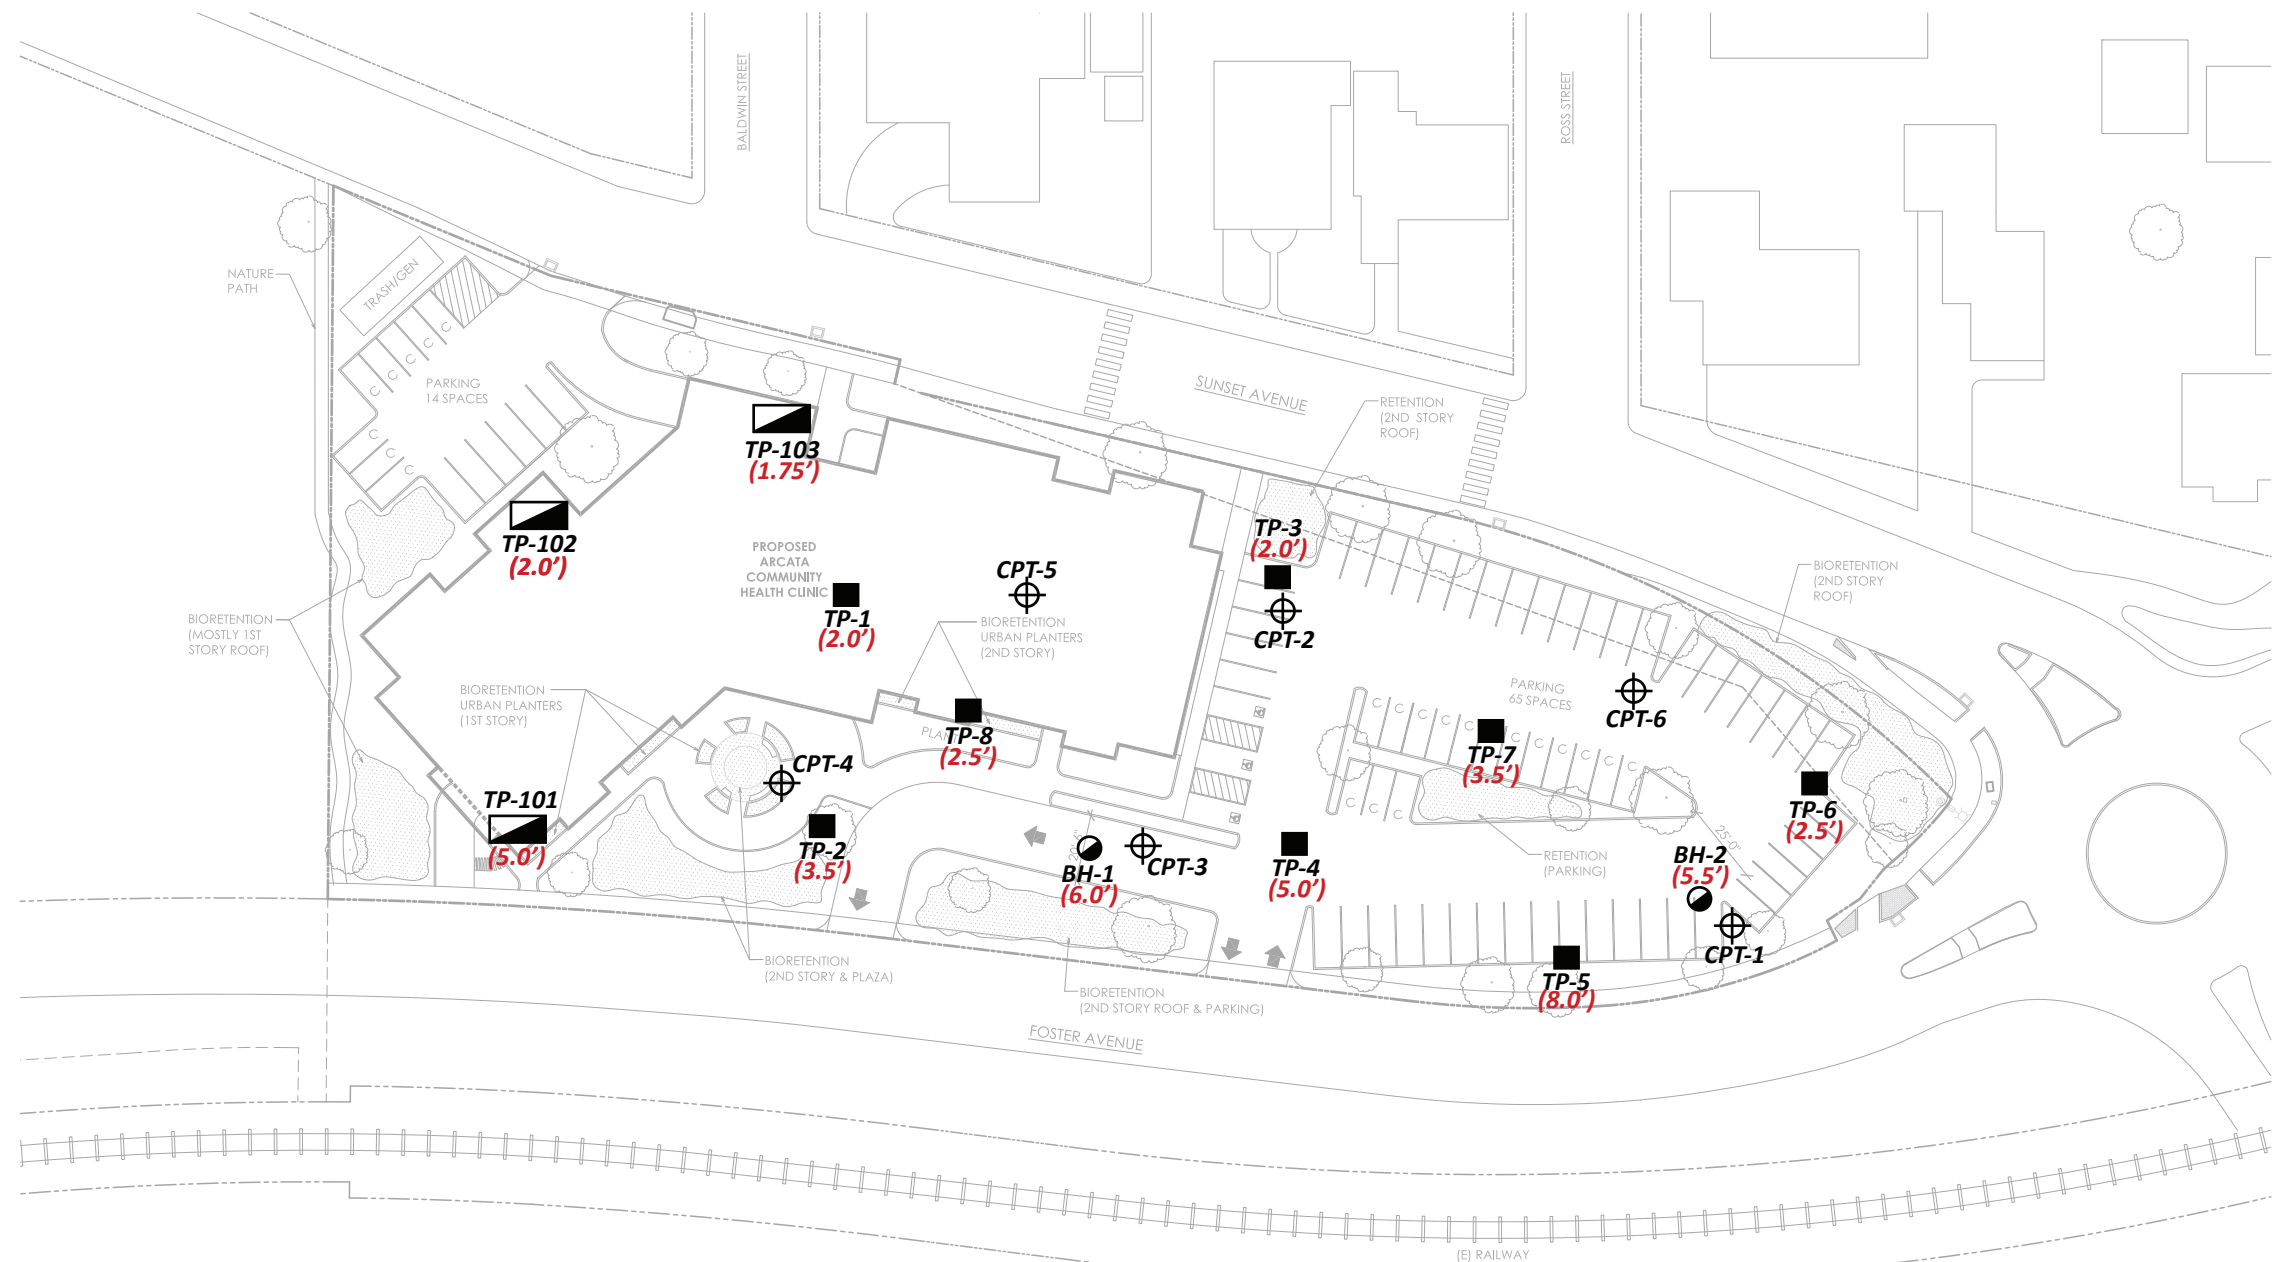 BALDWIN STREET
ROSS STREET
NATURE
PATH
TRASH/GEN
C
C
C
C
C
PARKING
14 SPACES
C
C
C
SUNSET AVENUE
RETENTION
(2ND STORY
ROOF)
TP-103
(1.75')
TP-102
(2.0')
PROPOSED
ARCATA
COMMUNITY
HEALTH CLINIC
TP-1
(2.0')
CPT-5
TP-3
(2.0')
CPT-2
BIORETENTION
(2ND STORY
ROOF)
BIORETENTION
(MOSTLY 1ST
STORY ROOF)
BIORETENTION
URBAN PLANTERS
(2ND STORY)
BIORETENTION
URBAN PLANTERS
(1ST STORY)
PARKING
65 SPACES
CPT-6
C
C
C
C
C
C
TP-7
(3.5')
C
C
C
C
C
C
C
C
C
PLANT
TP-8
(2.5')
CPT-4
TP-101
(5.0')
TP-2
(3.5')
BH-1
(6.0')
CPT-3
TP-4
(5.0')
TP-6
(2.5')
25'-0"
BH-2
(5.5')
RETENTION
(PARKING)
CPT-1
TP-5
(8.0')
BIORETENTION
(2ND STORY & PLAZA)
BIORETENTION
(2ND STORY ROOF & PARKING)
FOSTER AVENUE
(E) RAILWAY